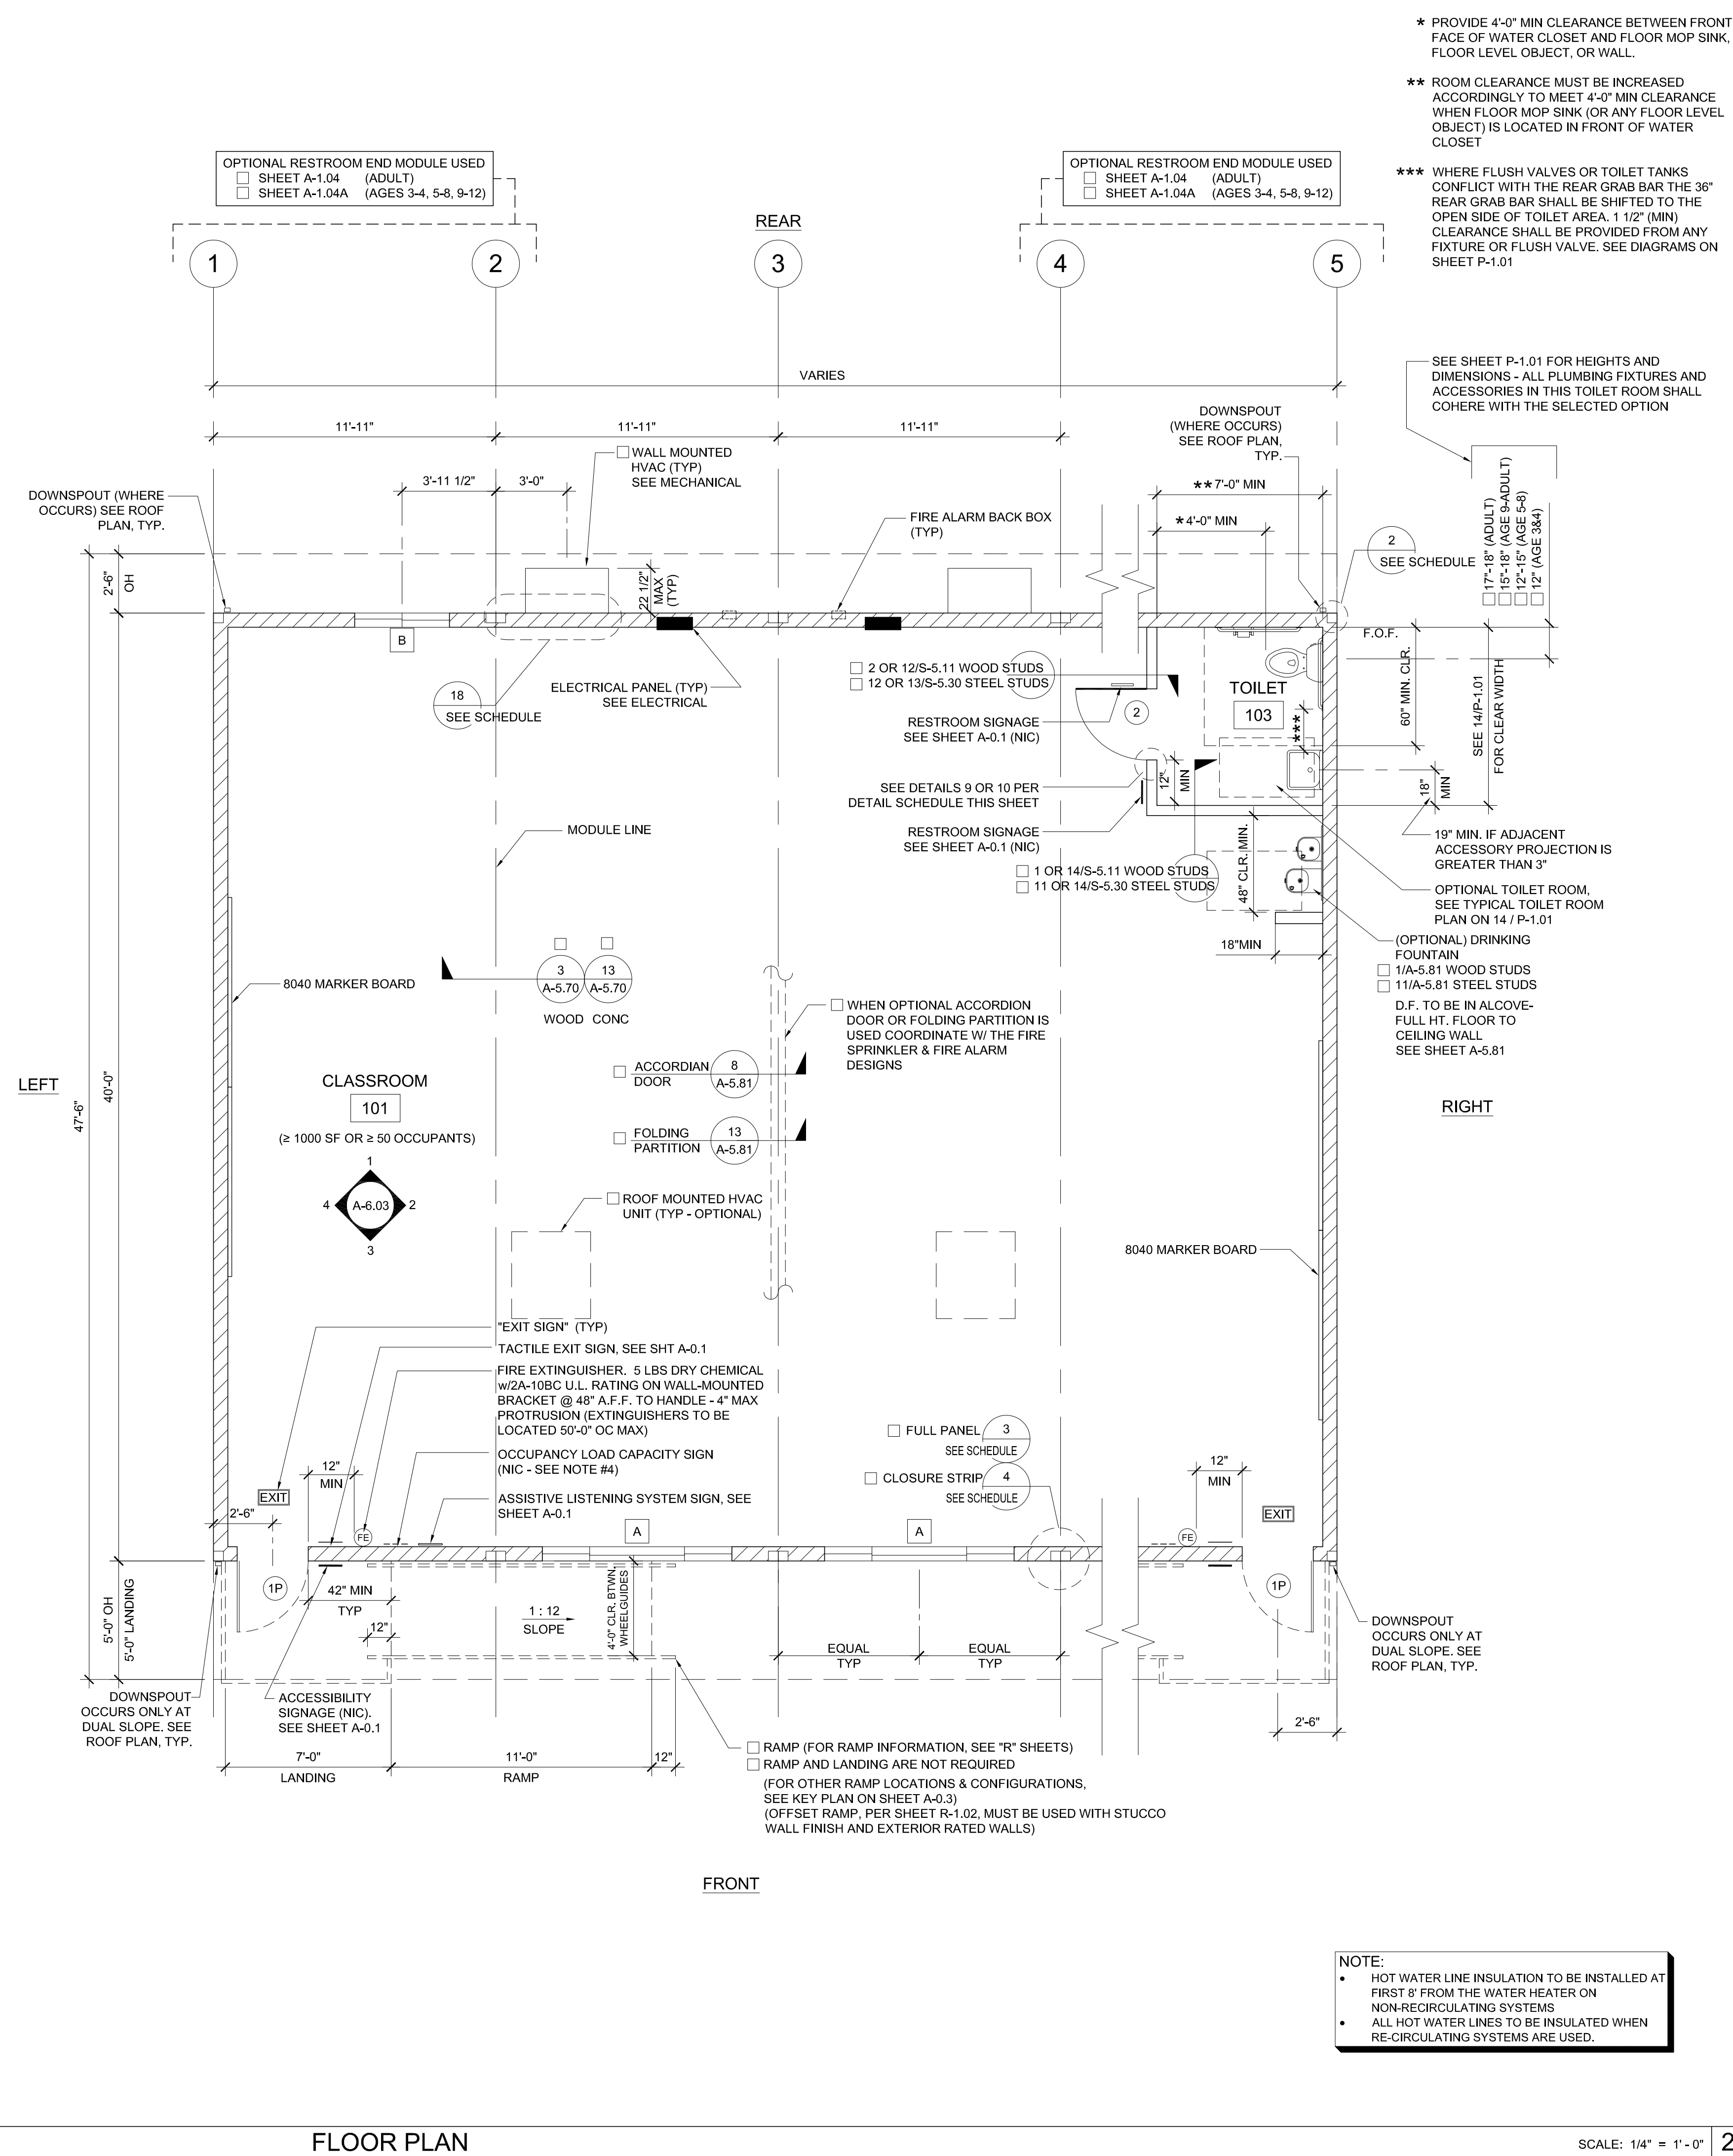 * PROVIDE 4'-0" MIN CLEARANCE BETWEEN FRONT
FACE OF WATER CLOSET AND FLOOR MOP SINK,
FLOOR LEVEL OBJECT, OR WALL.
** ROOM CLEARANCE MUST BE INCREASED
ACCORDINGLY TO MEET 4'-0" MIN CLEARANCE
WHEN FLOOR MOP SINK (OR ANY FLOOR LEVEL
OBJECT) IS LOCATED IN FRONT OF WATER
CLOSET
*** WHERE FLUSH VALVES OR TOILET TANKS
CONFLICT WITH THE REAR GRAB BAR THE 36"
REAR GRAB BAR SHALL BE SHIFTED TO THE
OPEN SIDE OF TOILET AREA. 1 1/2" (MIN)
CLEARANCE SHALL BE PROVIDED FROM ANY
FIXTURE OR FLUSH VALVE. SEE DIAGRAMS ON
SHEET P-1.01
OPTIONAL RESTROOM END MODULE USED
SHEET A-1.04 (ADULT)
SHEET A-1.04A (AGES 3-4, 5-8, 9-12)
OPTIONAL RESTROOM END MODULE USED
SHEET A-1.04 (ADULT)
SHEET A-1.04A (AGES 3-4, 5-8, 9-12)
REAR
1
2
3
4
5
VARIES
SEE SHEET P-1.01 FOR HEIGHTS AND
DIMENSIONS - ALL PLUMBING FIXTURES AND
ACCESSORIES IN THIS TOILET ROOM SHALL
COHERE WITH THE SELECTED OPTION
11'-11"
11'-11"
11'-11"
DOWNSPOUT
(WHERE OCCURS)
SEE ROOF PLAN,
TYP.
WALL MOUNTED
HVAC (TYP)
SEE MECHANICAL
3'-11 1/2"
3'-0"
DOWNSPOUT (WHERE
OCCURS) SEE ROOF
PLAN, TYP.
**7'-0" MIN
*4'-0" MIN
FIRE ALARM BACK BOX
(TYP)
17"-18" (ADULT)
15"-18" (AGE 9-ADULT)
12"-15" (AGE 5-8)
12" (AGE 3&4)
2
SEE SCHEDULE
2'-6"
OH
22 1/2"
MAX
(TYP)
B
F.O.F.
60" MIN. CLR.
SEE 14/P-1.01
FOR CLEAR WIDTH
2 OR 12/S-5.11 WOOD STUDS
12 OR 13/S-5.30 STEEL STUDS
18
SEE SCHEDULE
ELECTRICAL PANEL (TYP)
SEE ELECTRICAL
TOILET
103
2
***
RESTROOM SIGNAGE
SEE SHEET A-0.1 (NIC)
SEE DETAILS 9 OR 10 PER
DETAIL SCHEDULE THIS SHEET
12"
MIN
18"
MIN
MODULE LINE
RESTROOM SIGNAGE
SEE SHEET A-0.1 (NIC)
19" MIN. IF ADJACENT
ACCESSORY PROJECTION IS
GREATER THAN 3"
1 OR 14/S-5.11 WOOD STUDS
11 OR 14/S-5.30 STEEL STUDS
48" CLR. MIN.
OPTIONAL TOILET ROOM,
SEE TYPICAL TOILET ROOM
PLAN ON 14 / P-1.01
18"MIN
(OPTIONAL) DRINKING
FOUNTAIN
1/A-5.81 WOOD STUDS
11/A-5.81 STEEL STUDS
D.F. TO BE IN ALCOVE-
FULL HT. FLOOR TO
CEILING WALL
SEE SHEET A-5.81
8040 MARKER BOARD
3
A-5.70
13
A-5.70
WOOD CONC
WHEN OPTIONAL ACCORDION
DOOR OR FOLDING PARTITION IS
USED COORDINATE W/ THE FIRE
SPRINKLER & FIRE ALARM
DESIGNS
ACCORDIAN
DOOR
8
A-5.81
LEFT
47'-6"
40'-0"
CLASSROOM
101
(≥ 1000 SF OR ≥ 50 OCCUPANTS)
RIGHT
FOLDING
PARTITION
13
A-5.81
1
4
A-6.03
2
3
ROOF MOUNTED HVAC
UNIT (TYP - OPTIONAL)
8040 MARKER BOARD
"EXIT SIGN" (TYP)
TACTILE EXIT SIGN, SEE SHT A-0.1
FIRE EXTINGUISHER. 5 LBS DRY CHEMICAL
w/2A-10BC U.L. RATING ON WALL-MOUNTED
BRACKET @ 48" A.F.F. TO HANDLE - 4" MAX
PROTRUSION (EXTINGUISHERS TO BE
LOCATED 50'-0" OC MAX)
OCCUPANCY LOAD CAPACITY SIGN
(NIC - SEE NOTE #4)
ASSISTIVE LISTENING SYSTEM SIGN, SEE
SHEET A-0.1
FULL PANEL
3
SEE SCHEDULE
CLOSURE STRIP
4
SEE SCHEDULE
12"
MIN
12"
MIN
EXIT
EXIT
2'-6"
FE
A
A
FE
1P
1P
42" MIN
TYP
12"
1 : 12
SLOPE
4'-0" CLR. BTWN.
WHEELGUIDES
5'-0" OH
5'-0" LANDING
EQUAL
TYP
EQUAL
TYP
DOWNSPOUT
OCCURS ONLY AT
DUAL SLOPE. SEE
ROOF PLAN, TYP.
DOWNSPOUT
OCCURS ONLY AT
DUAL SLOPE. SEE
ROOF PLAN, TYP.
ACCESSIBILITY
SIGNAGE (NIC).
SEE SHEET A-0.1
2'-6"
7'-0"
LANDING
11'-0"
RAMP
12"
RAMP (FOR RAMP INFORMATION, SEE "R" SHEETS)
RAMP AND LANDING ARE NOT REQUIRED
(FOR OTHER RAMP LOCATIONS & CONFIGURATIONS,
SEE KEY PLAN ON SHEET A-0.3)
(OFFSET RAMP, PER SHEET R-1.02, MUST BE USED WITH STUCCO
WALL FINISH AND EXTERIOR RATED WALLS)
FRONT
NOTE:
• HOT WATER LINE INSULATION TO BE INSTALLED AT
FIRST 8' FROM THE WATER HEATER ON
NON-RECIRCULATING SYSTEMS
• ALL HOT WATER LINES TO BE INSULATED WHEN
RE-CIRCULATING SYSTEMS ARE USED.
FLOOR PLAN
SCALE: 1/4" = 1' - 0"
2